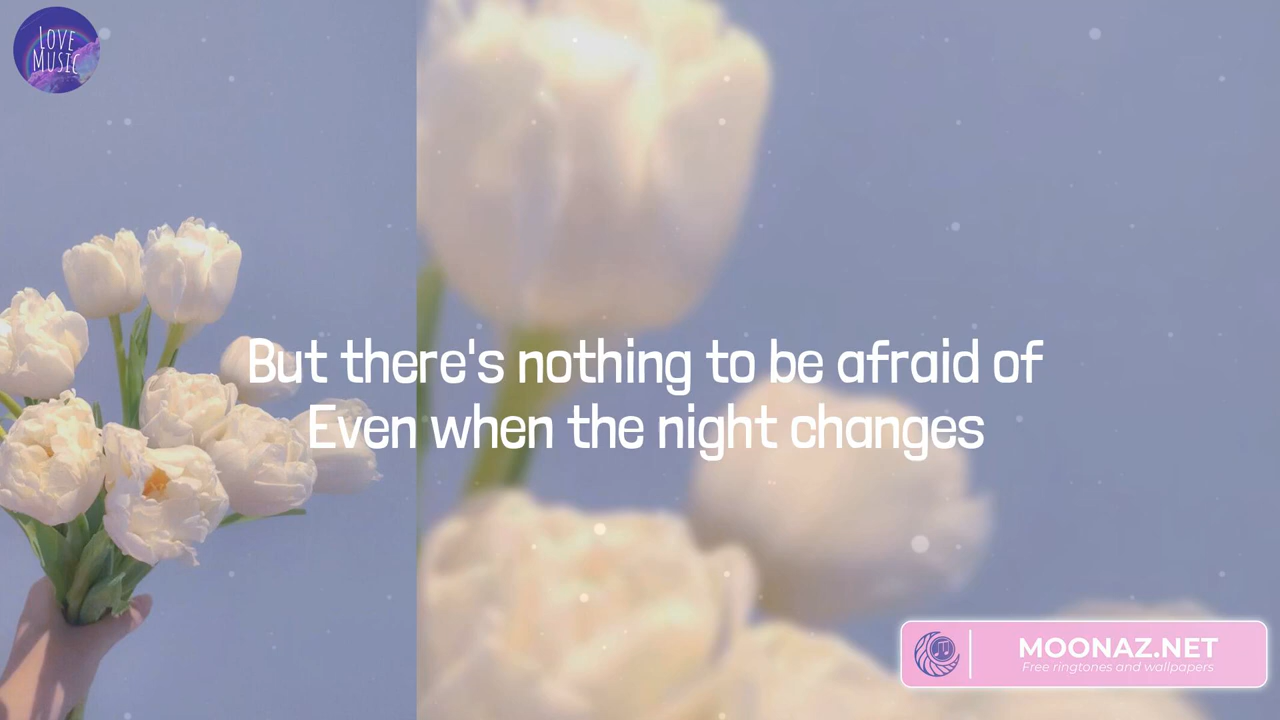 LOVE
MUSIC
But there's nothing to be afraid of
Even when the night changes
MOONAZ.NET
Free ringtones and wallpapers